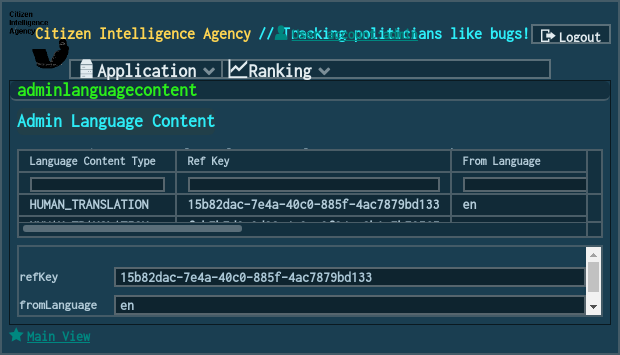 Citizen
Intelligence
Agency
Citizen Intelligence Agency // Tracking politicians like bugs!
Logout
Application
Ranking
adminlanguagecontent
Admin Language Content
Language Content Type Ref Key From Language
HUMAN_TRANSLATION 15b82dac-7e4a-40c0-885f-4ac7879bd133 en
refKey 15b82dac-7e4a-40c0-885f-4ac7879bd133
fromLanguage en
Main View